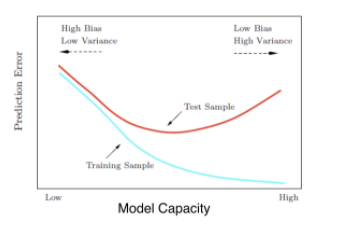 High Bias
Low Variance
Low Bias
High Variance
Prediction Error
Test Sample
Training Sample
Low
High
Model Capacity